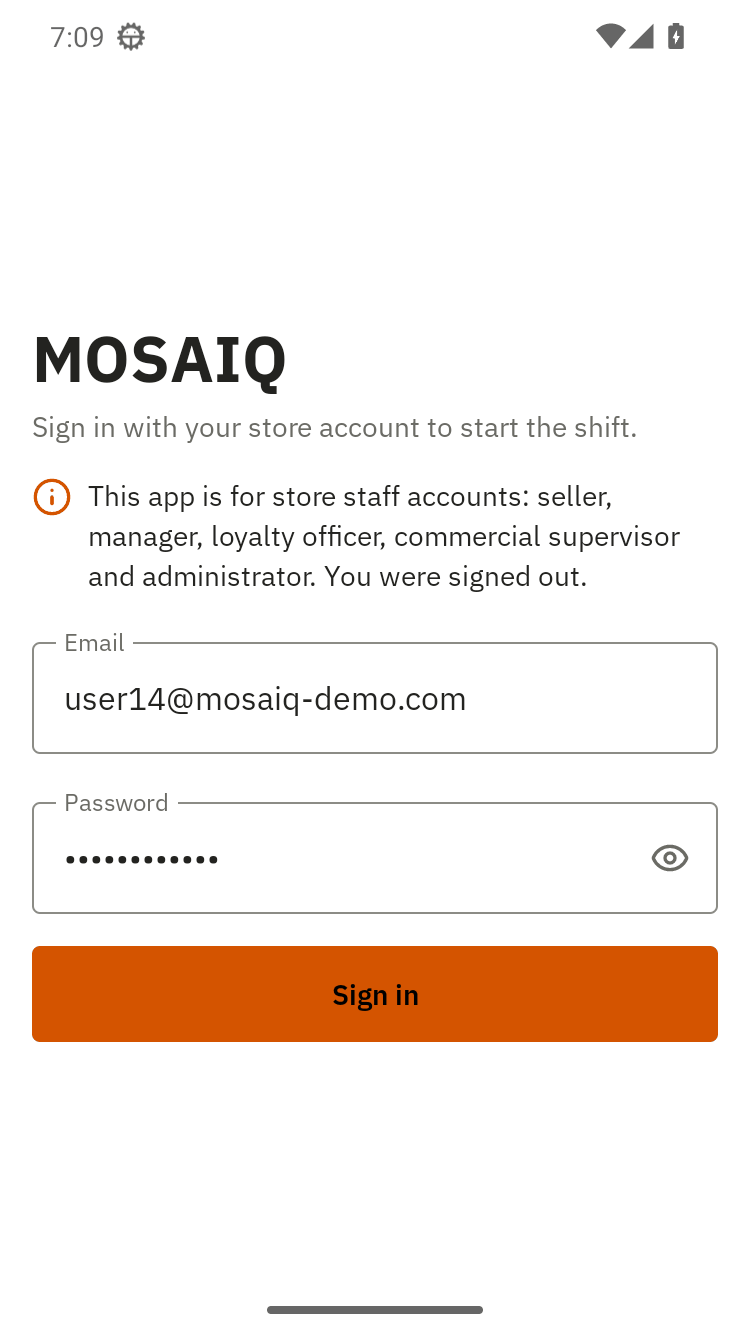 7:09
MOSAIQ
Sign in with your store account to start the shift.
This app is for store staff accounts: seller,
manager, loyalty officer, commercial supervisor
and administrator. You were signed out.
Email
user14@mosaiq-demo.com
Password
••••••••••••
Sign in